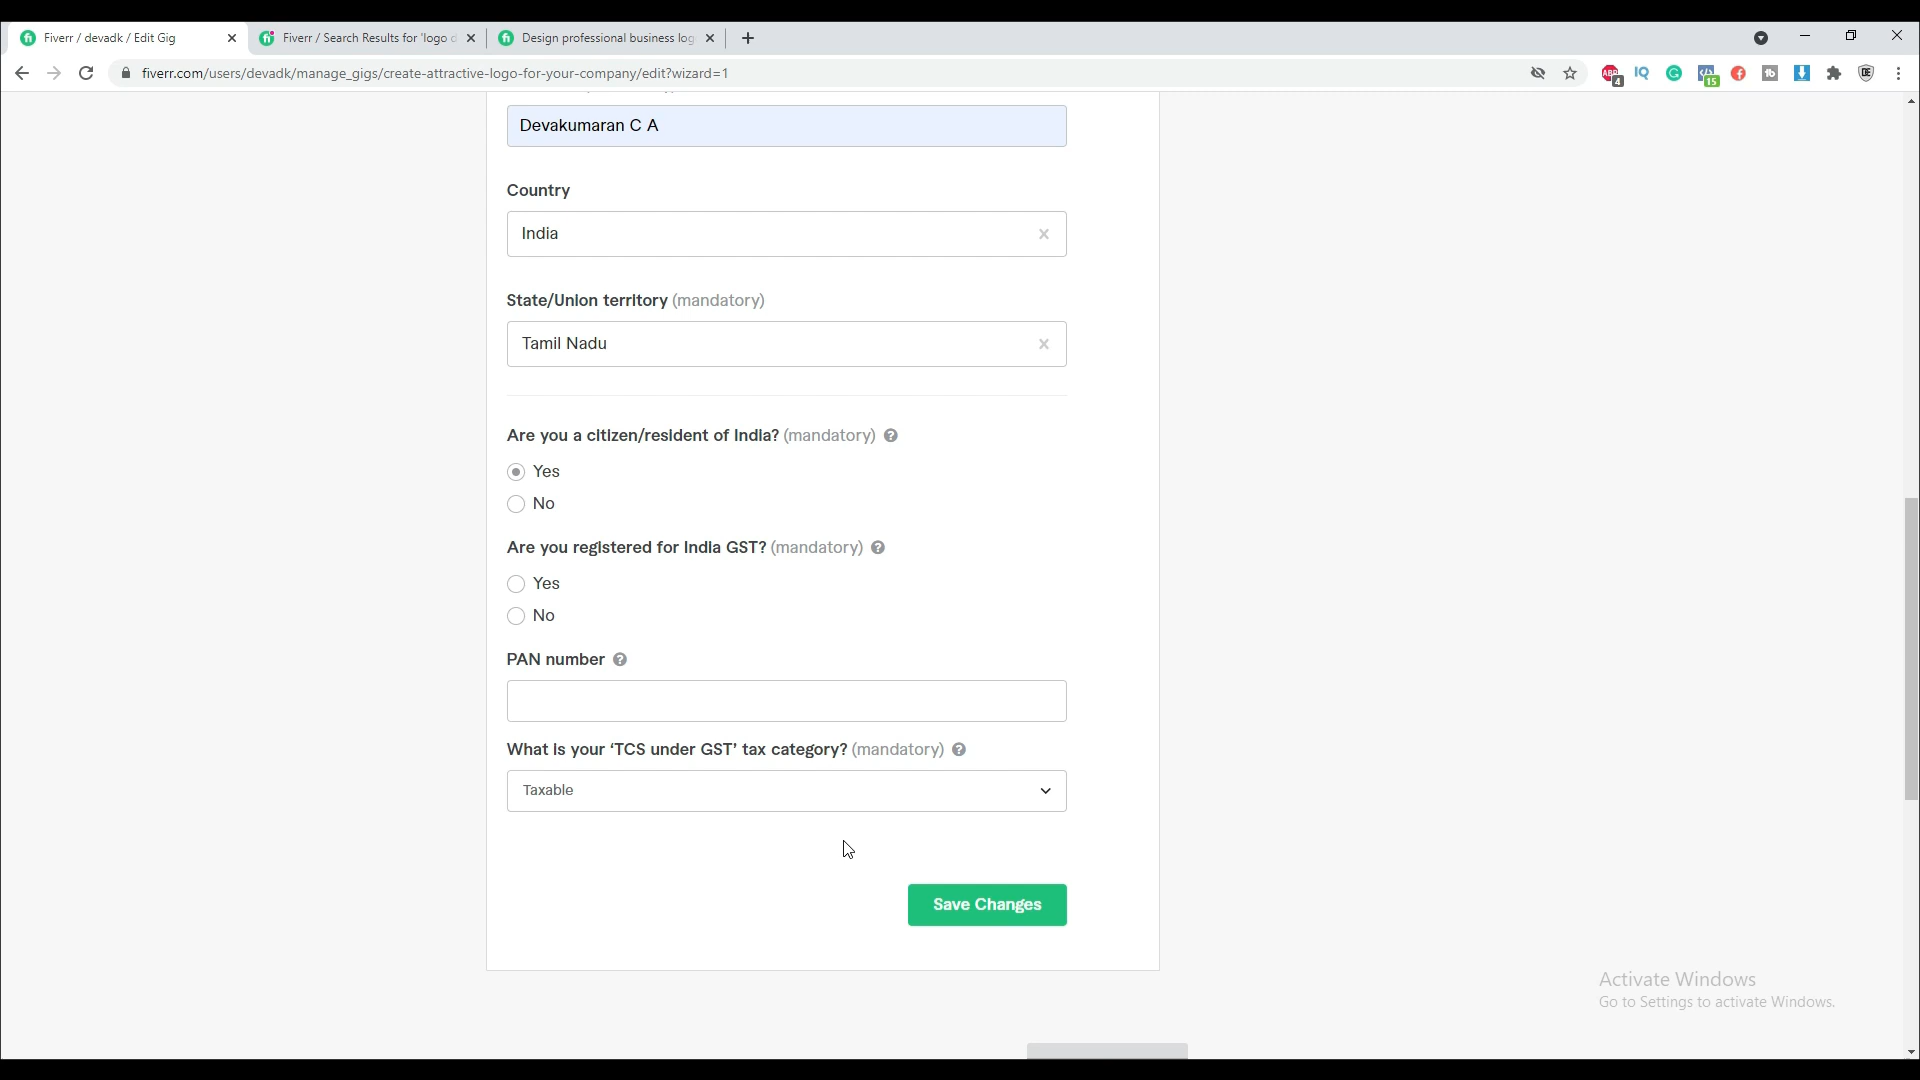 Fiverr / devadk / Edit Gig
Fiverr / Search Results for 'logo d
Design professional business log
fiverr.com/users/devadk/manage_gigs/create-attractive-logo-for-your-company/edit?wizard=1
Devakumaran C A
Country
India
State/Union territory (mandatory)
Tamil Nadu
Are you a citizen/resident of India? (mandatory)
Yes
No
Are you registered for India GST? (mandatory)
Yes
No
PAN number
What is your ‘TCS under GST’ tax category? (mandatory)
Taxable
Save Changes
Activate Windows
Go to Settings to activate Windows.